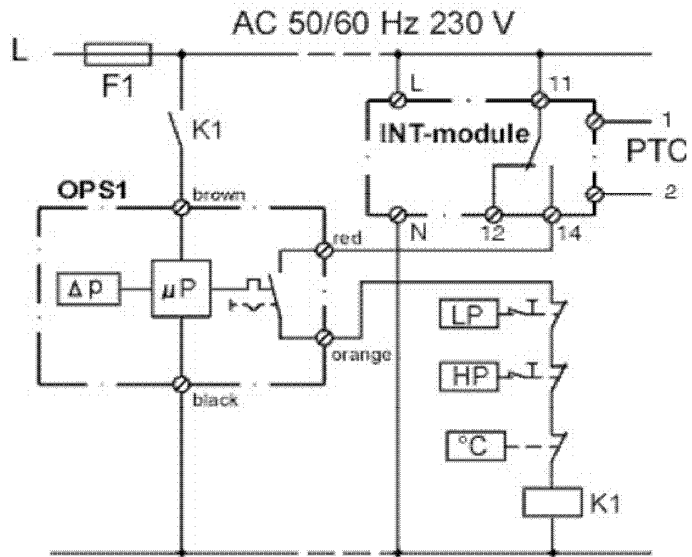 AC 50/60 Hz 230 V
L
F1
K1
L
11
INT-module
1
PTC
2
N
12
14
OPS1
brown
red
Δp
µP
orange
black
LP
HP
°C
K1